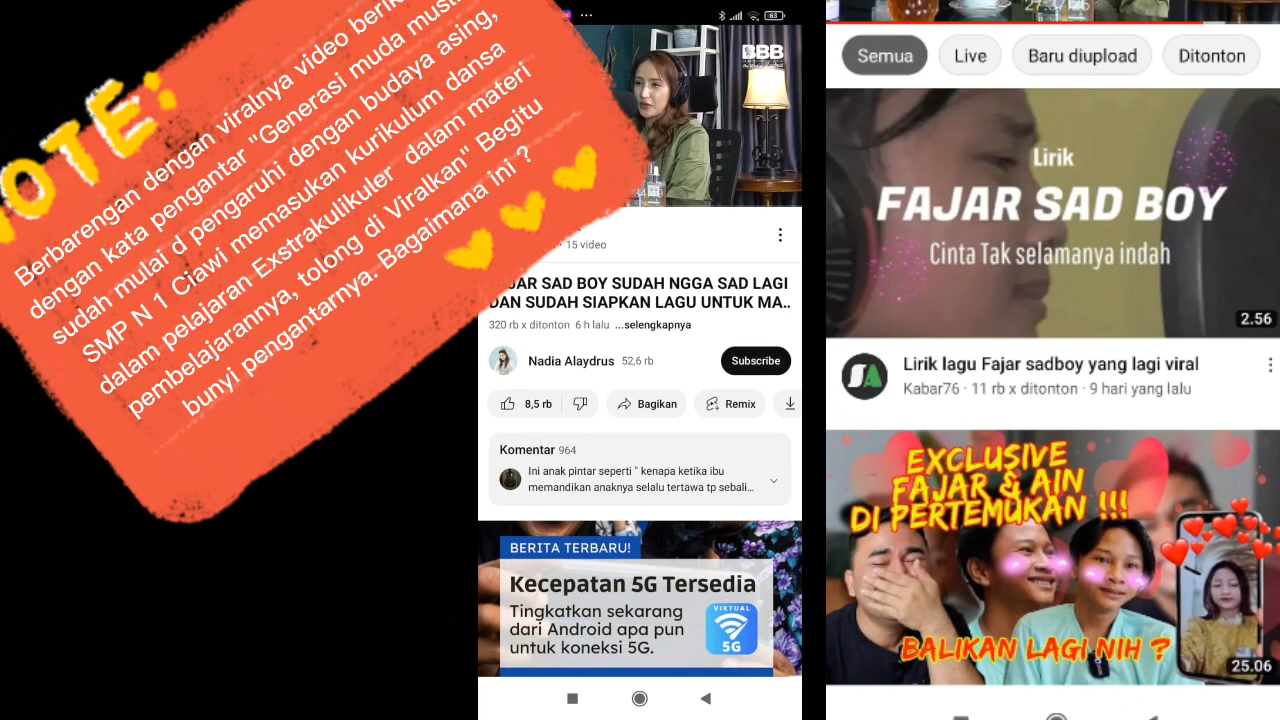 OTE:
Berbarengan dengan viralnya video berik
dengan kata pengantar "Generasi muda musl
sudah mulai d pengaruhi dengan budaya asing,
SMP N 1 Ciawi memasukan kurikulum dansa
dalam pelajaran Exstrakulikuler dalam materi
pembelajarannya, tolong di Viralkan" Begitu
bunyi pengantarnya. Bagaimana ini ?
63
BBB
15 video
JAR SAD BOY SUDAH NGGA SAD LAGI
DAN SUDAH SIAPKAN LAGU UNTUK MA..
320 rb x ditonton 6 h lalu ...selengkapnya
Nadia Alaydrus 52,6 rb
Subscribe
8,5 rb
Bagikan
Remix
Komentar 964
Ini anak pintar seperti " kenapa ketika ibu
memandikan anaknya selalu tertawa tp sebali...
BERITA TERBARU!
Kecepatan 5G Tersedia
Tingkatkan sekarang
dari Android apa pun
untuk koneksi 5G.
VIRTUAL
5G
Semua
Live
Baru diupload
Ditonton
Lirik
FAJAR SAD BOY
Cinta Tak selamanya indah
2.56
SA
Lirik lagu Fajar sadboy yang lagi viral
Kabar76 · 11 rb x ditonton · 9 hari yang lalu
EXCLUSIVE
FAJAR & AIN
DI PERTEMUKAN !!!
BALIKAN LAGI NIH ?
25.06